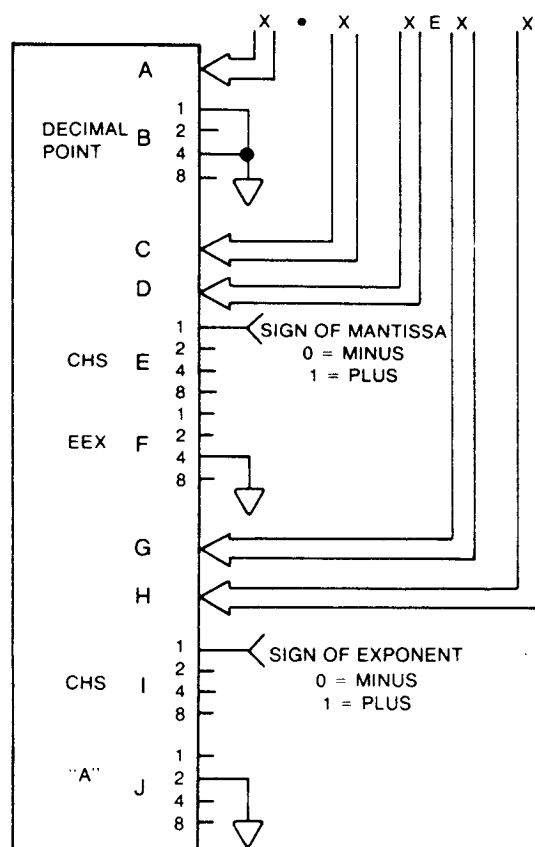 X • X X E X X
A
1
DECIMAL POINT B 2
4
8
C
D
1 SIGN OF MANTISSA
2 0 = MINUS
CHS E 4 1 = PLUS
8
1
EEX F 2
4
8
G
H
1 SIGN OF EXPONENT
2 0 = MINUS
CHS I 4 1 = PLUS
8
1
"A" J 2
4
8